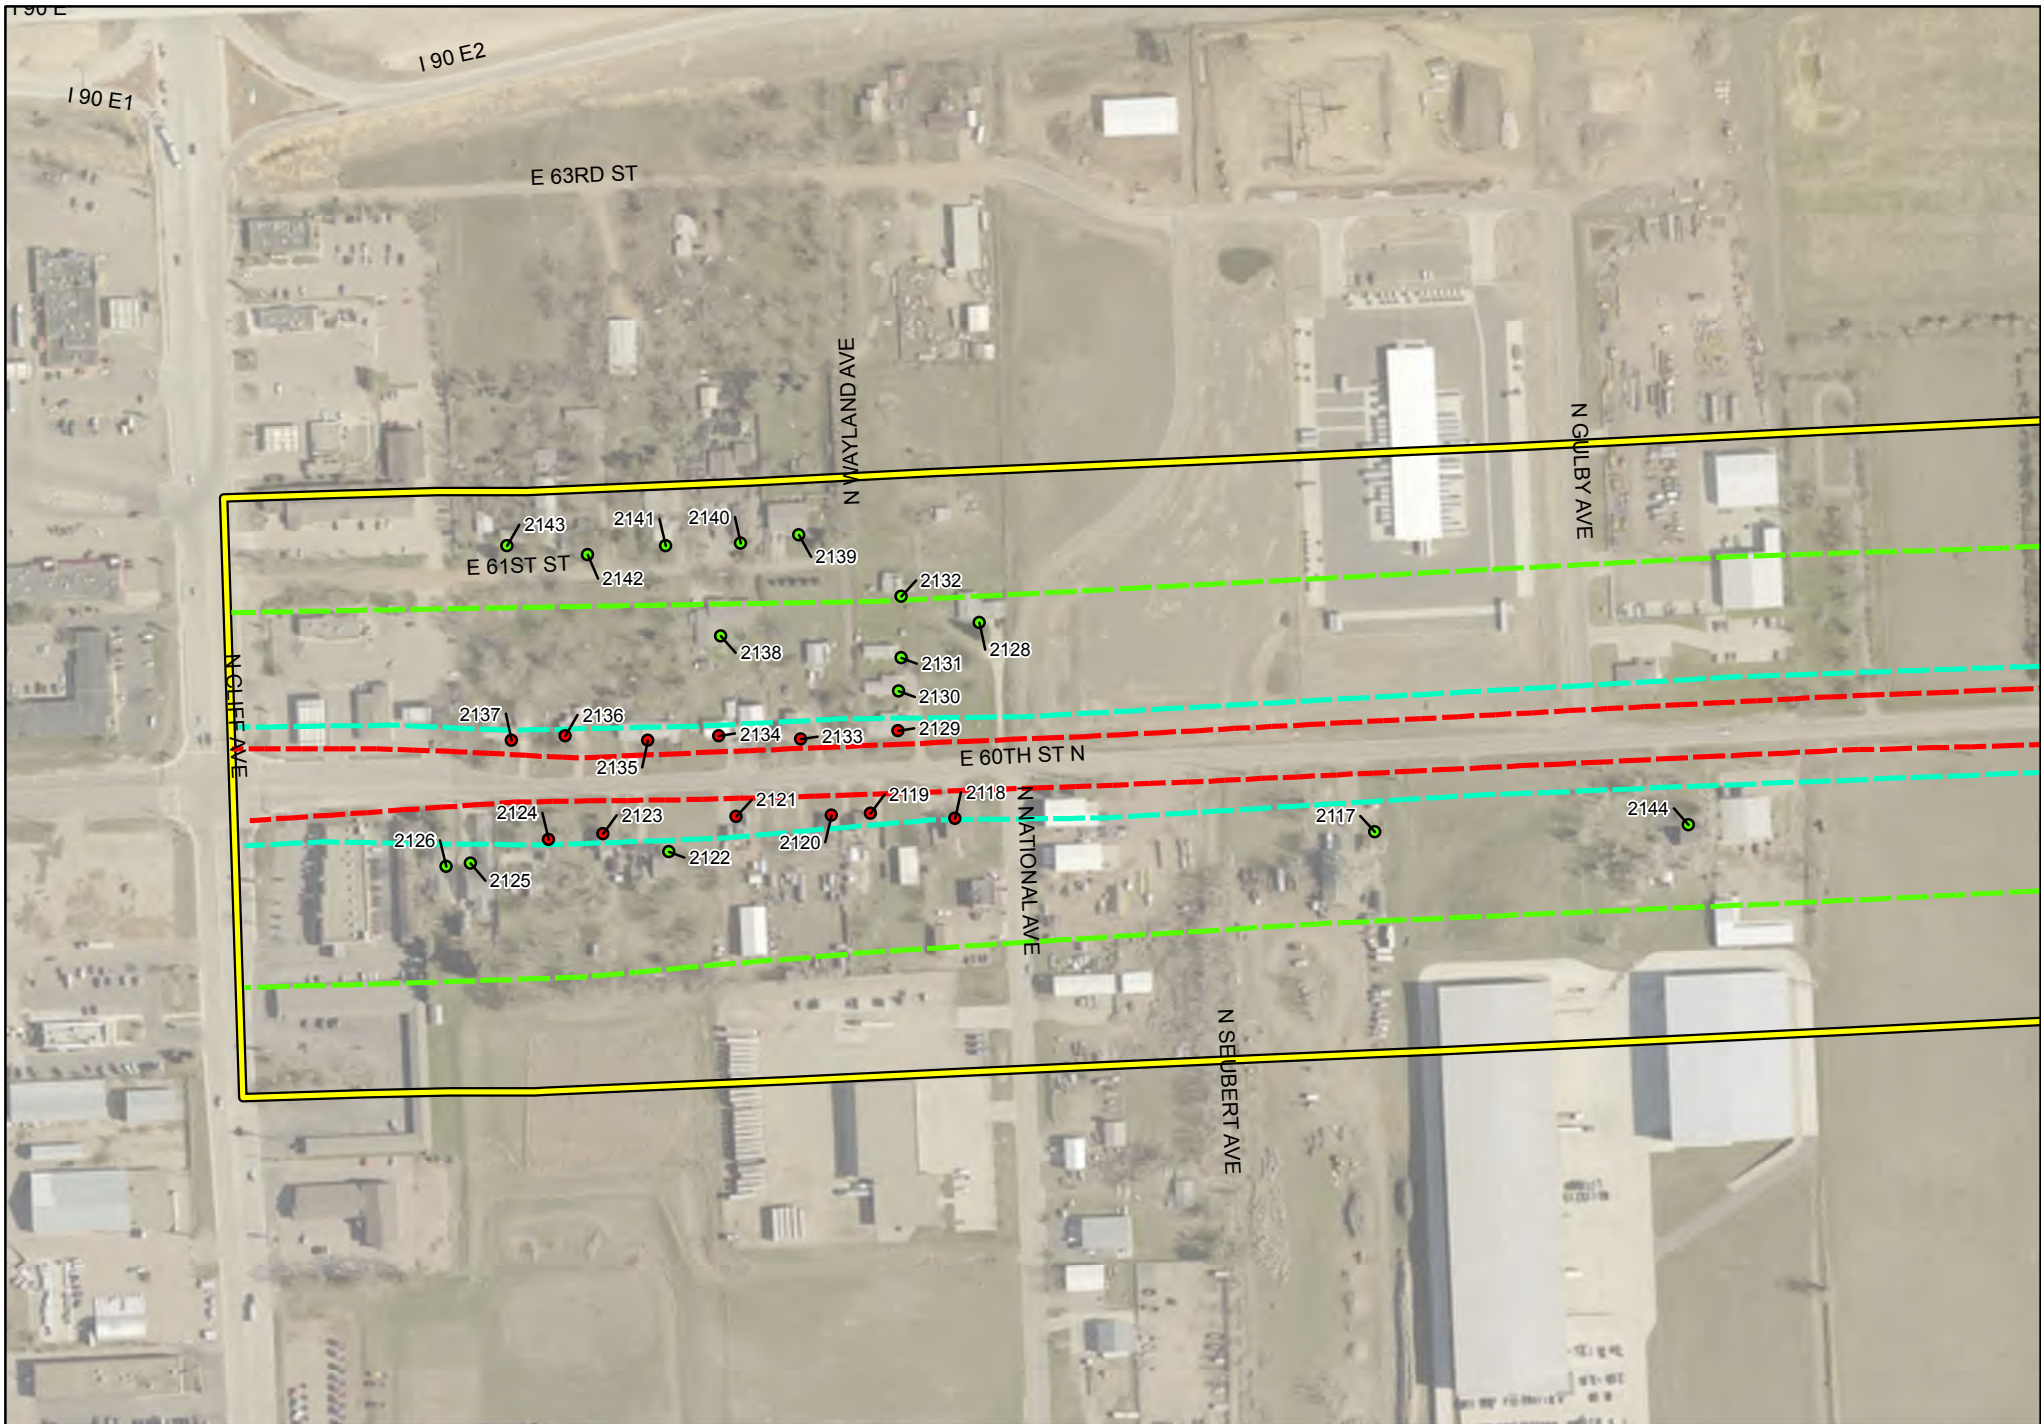 I 90 E
I 90 E2
I 90 E1
E 63RD ST
N WAYLAND AVE
N GULBY AVE
2143
2141
2140
2139
E 61ST ST
2142
2132
2138
2128
2131
2130
N CLIFF AVE
2137
2136
2134
2133
2129
2135
E 60TH ST N
2124
2123
2121
2119
2118
2120
N NATIONAL AVE
2117
2144
2126
2125
2122
N SEUBERT AVE